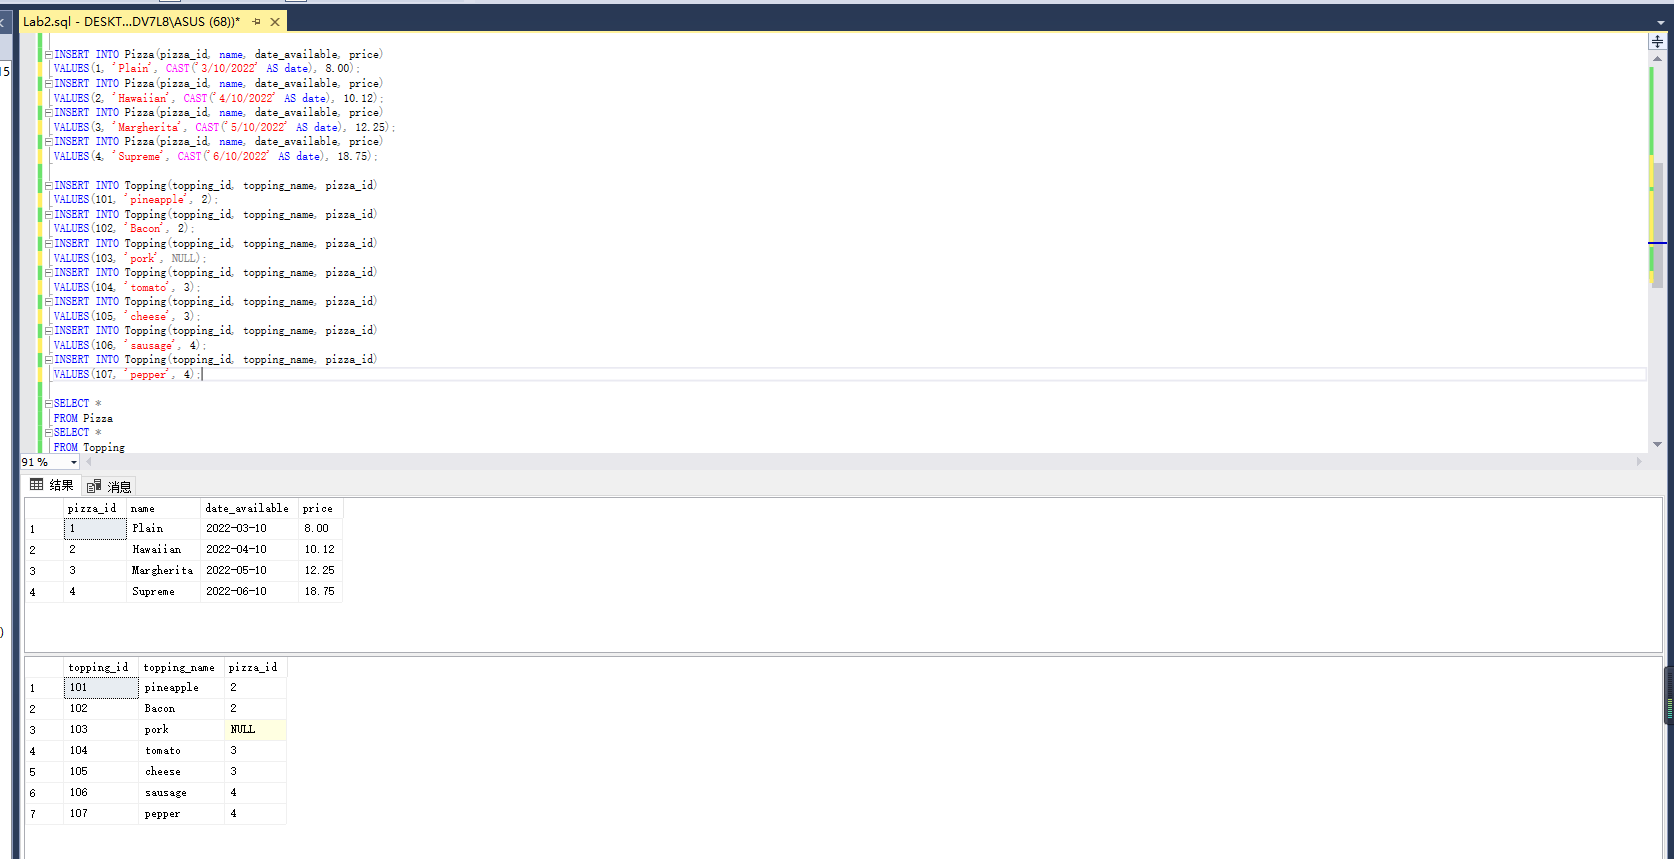 Lab2.sql - DESKT...DV7L8\ASUS (68))*
15
INSERT INTO Pizza(pizza_id, name, date_available, price)
VALUES(1, 'Plain', CAST('3/10/2022' AS date), 8.00);
INSERT INTO Pizza(pizza_id, name, date_available, price)
VALUES(2, 'Hawaiian', CAST('4/10/2022' AS date), 10.12);
INSERT INTO Pizza(pizza_id, name, date_available, price)
VALUES(3, 'Margherita', CAST('5/10/2022' AS date), 12.25);
INSERT INTO Pizza(pizza_id, name, date_available, price)
VALUES(4, 'Supreme', CAST('6/10/2022' AS date), 18.75);
INSERT INTO Topping(topping_id, topping_name, pizza_id)
VALUES(101, 'pineapple', 2);
INSERT INTO Topping(topping_id, topping_name, pizza_id)
VALUES(102, 'Bacon', 2);
INSERT INTO Topping(topping_id, topping_name, pizza_id)
VALUES(103, 'pork', NULL);
INSERT INTO Topping(topping_id, topping_name, pizza_id)
VALUES(104, 'tomato', 3);
INSERT INTO Topping(topping_id, topping_name, pizza_id)
VALUES(105, 'cheese', 3);
INSERT INTO Topping(topping_id, topping_name, pizza_id)
VALUES(106, 'sausage', 4);
INSERT INTO Topping(topping_id, topping_name, pizza_id)
VALUES(107, 'pepper', 4);
SELECT *
FROM Pizza
SELECT *
FROM Topping
91 %
结果 消息
pizza_id name date_available price
1 1 Plain 2022-03-10 8.00
2 2 Hawaiian 2022-04-10 10.12
3 3 Margherita 2022-05-10 12.25
4 4 Supreme 2022-06-10 18.75
)
topping_id topping_name pizza_id
1 101 pineapple 2
2 102 Bacon 2
3 103 pork NULL
4 104 tomato 3
5 105 cheese 3
6 106 sausage 4
7 107 pepper 4